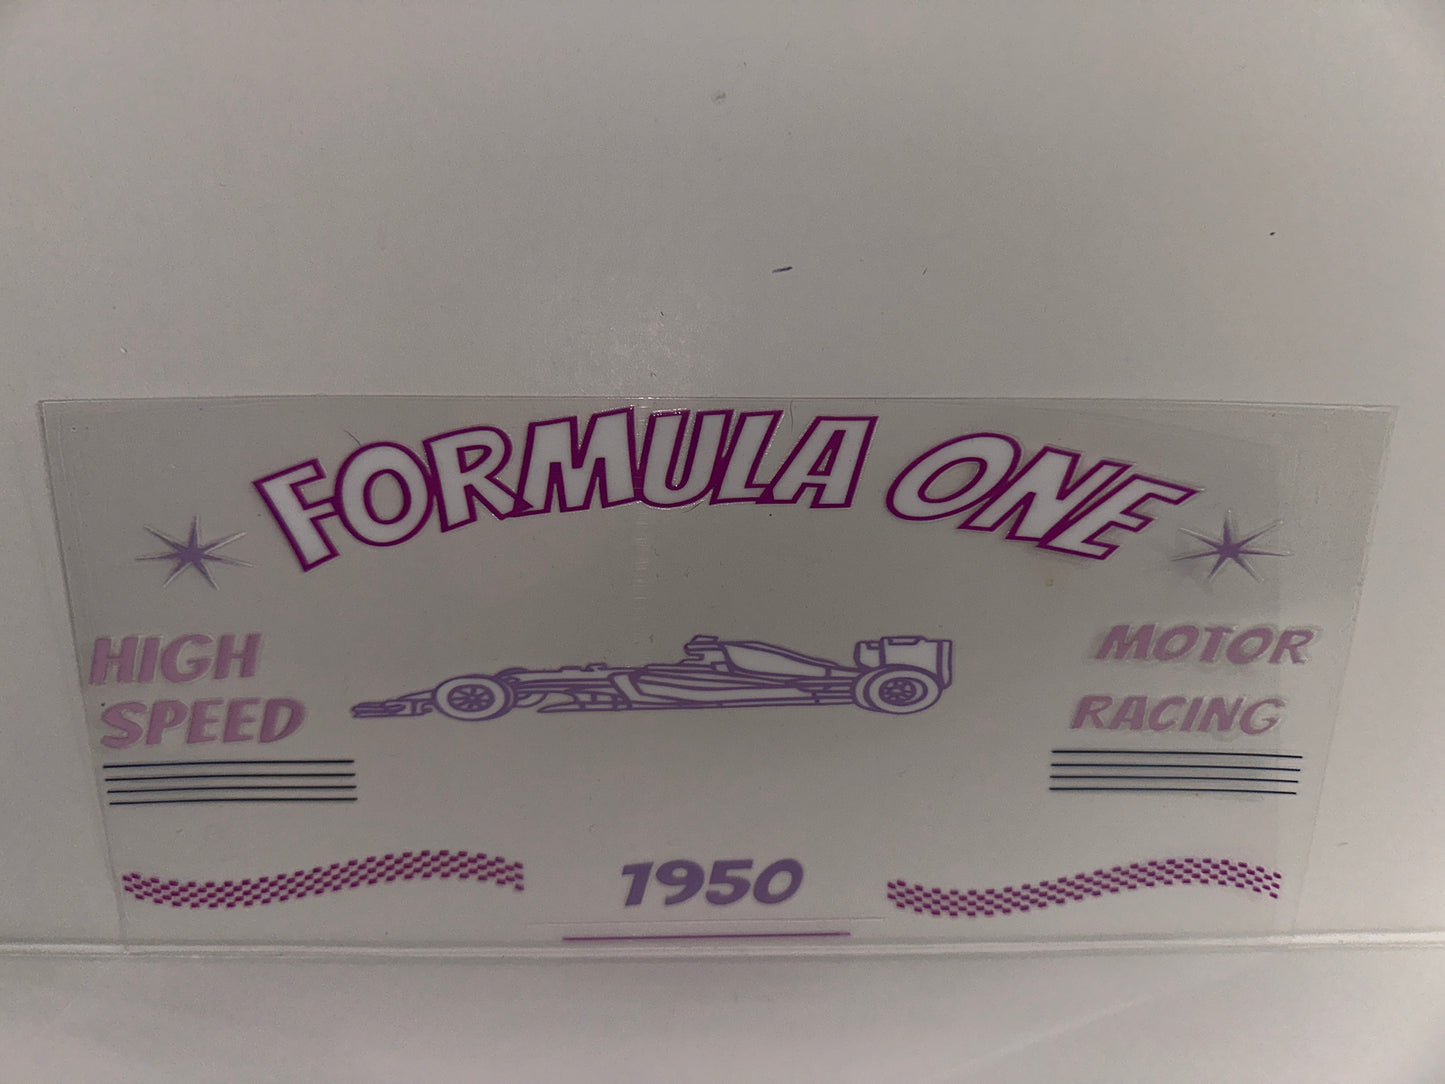 FORMULA ONE
HIGH
SPEED
MOTOR
RACING
1950